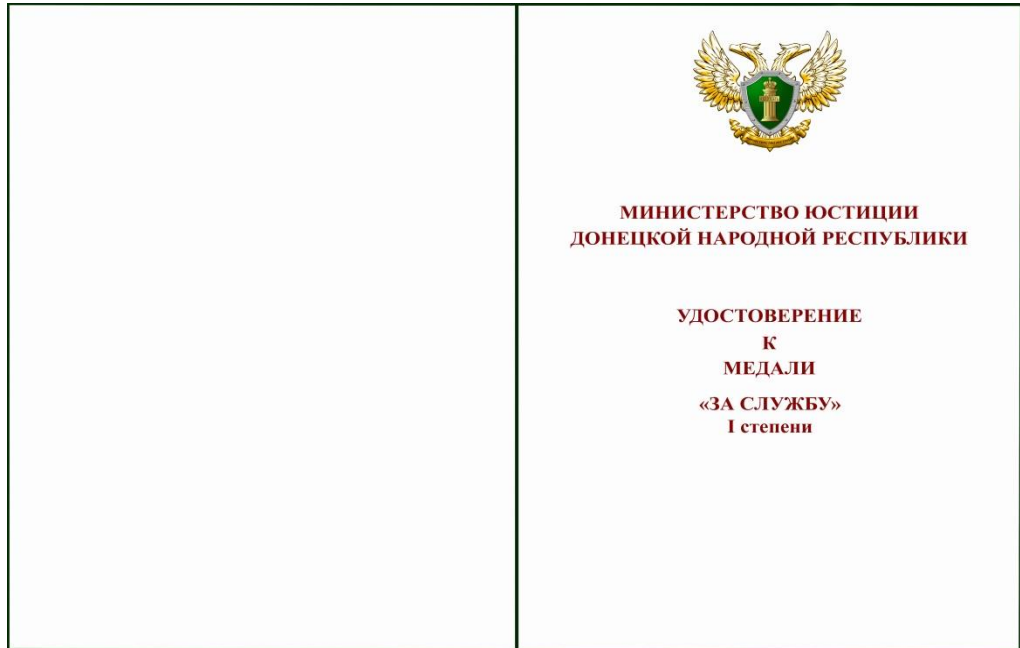 МИНИСТЕРСТВО ЮСТИЦИИ
ДОНЕЦКОЙ НАРОДНОЙ РЕСПУБЛИКИ
УДОСТОВЕРЕНИЕ
К
МЕДАЛИ
«ЗА СЛУЖБУ»
I степени